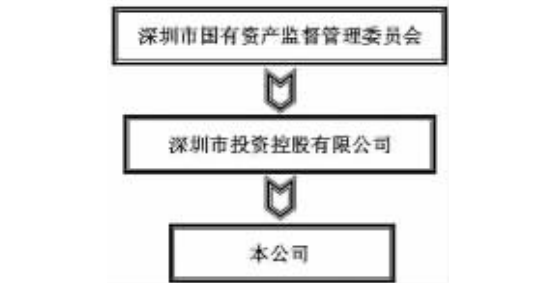 深圳市国有资产监督管理委员会
深圳市投资控股有限公司
本公司